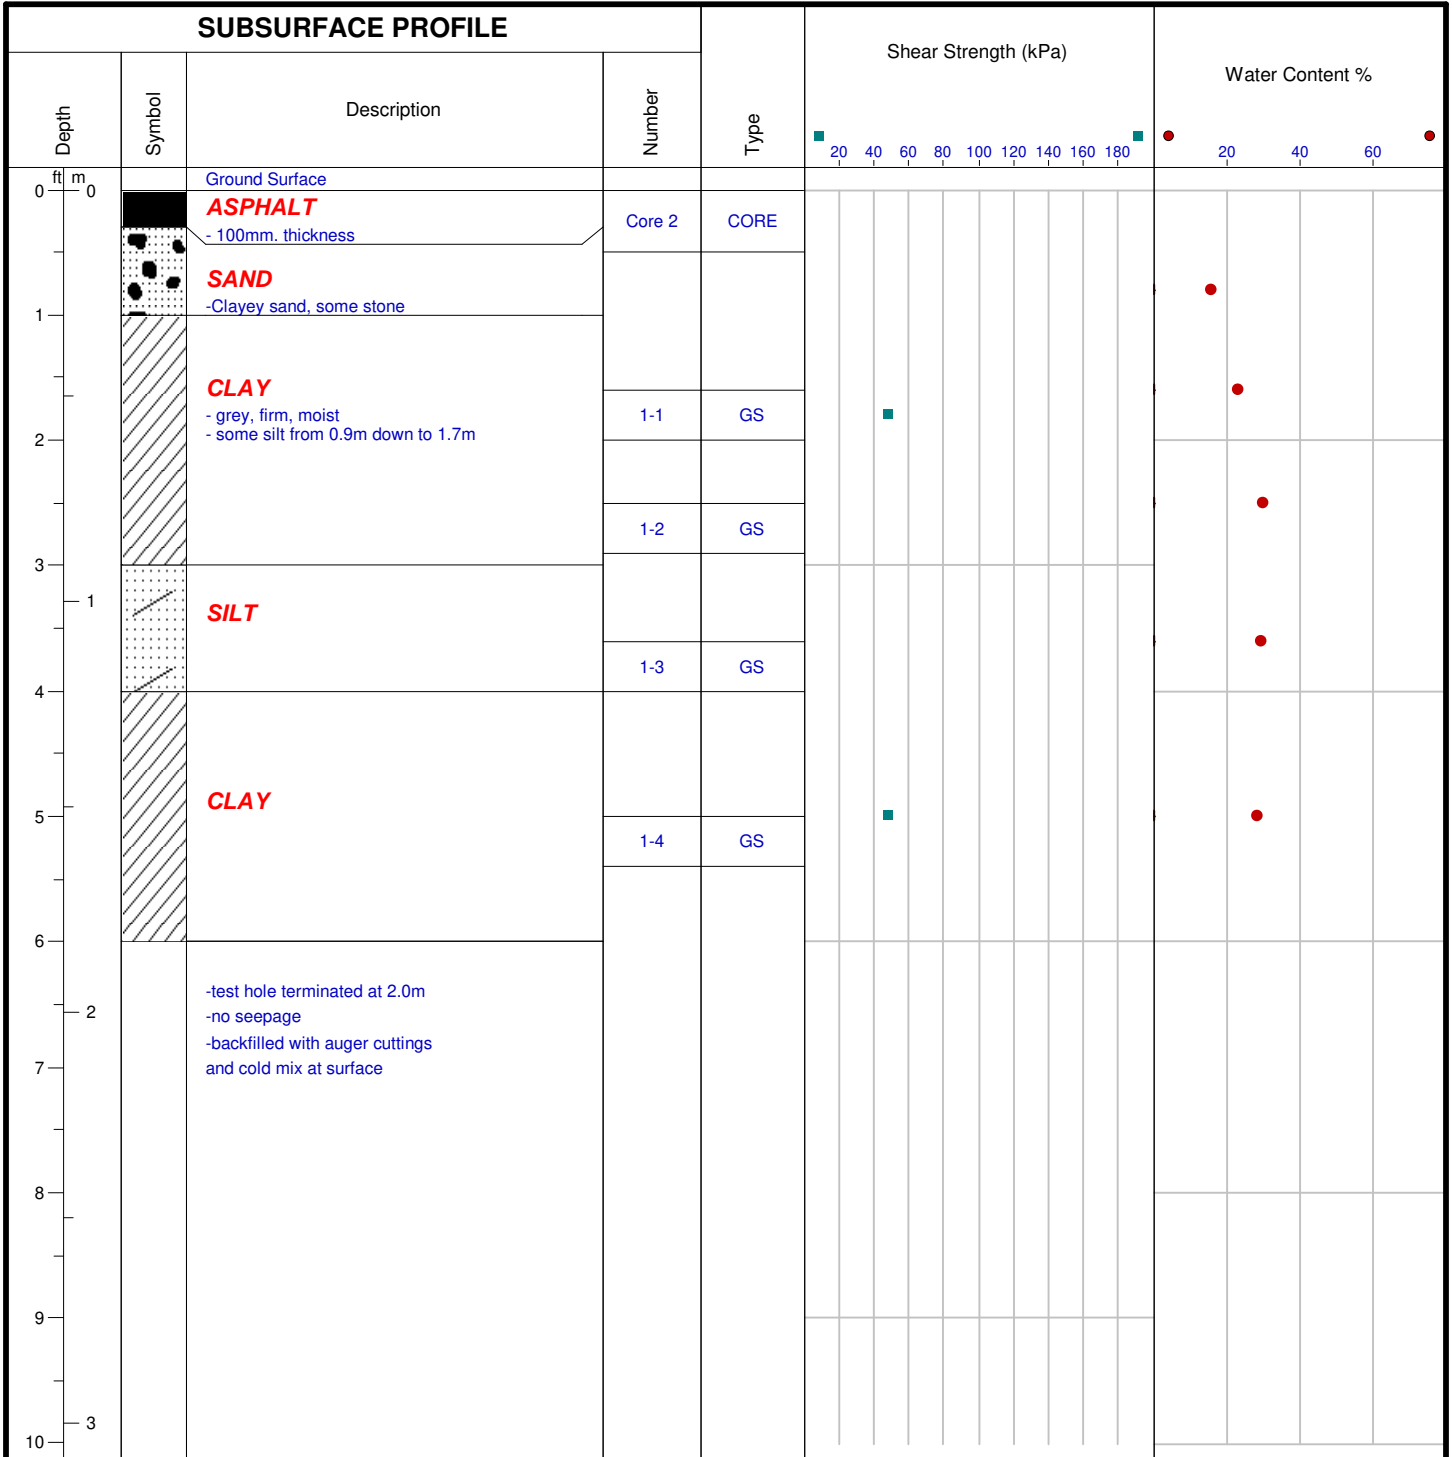 SUBSURFACE PROFILE
Depth
Symbol
Description
Number
Type
Shear Strength (kPa)
20 40 60 80 100 120 140 160 180
Water Content %
20 40 60
ft m
Ground Surface
0 0
ASPHALT
- 100mm. thickness
Core 2 CORE
SAND
-Clayey sand, some stone
1
CLAY
- grey, firm, moist
- some silt from 0.9m down to 1.7m
1-1 GS
2
1-2 GS
3
1
SILT
1-3 GS
4
CLAY
5
1-4 GS
6
-test hole terminated at 2.0m
2
-no seepage
-backfilled with auger cuttings
and cold mix at surface
7
8
9
3
10